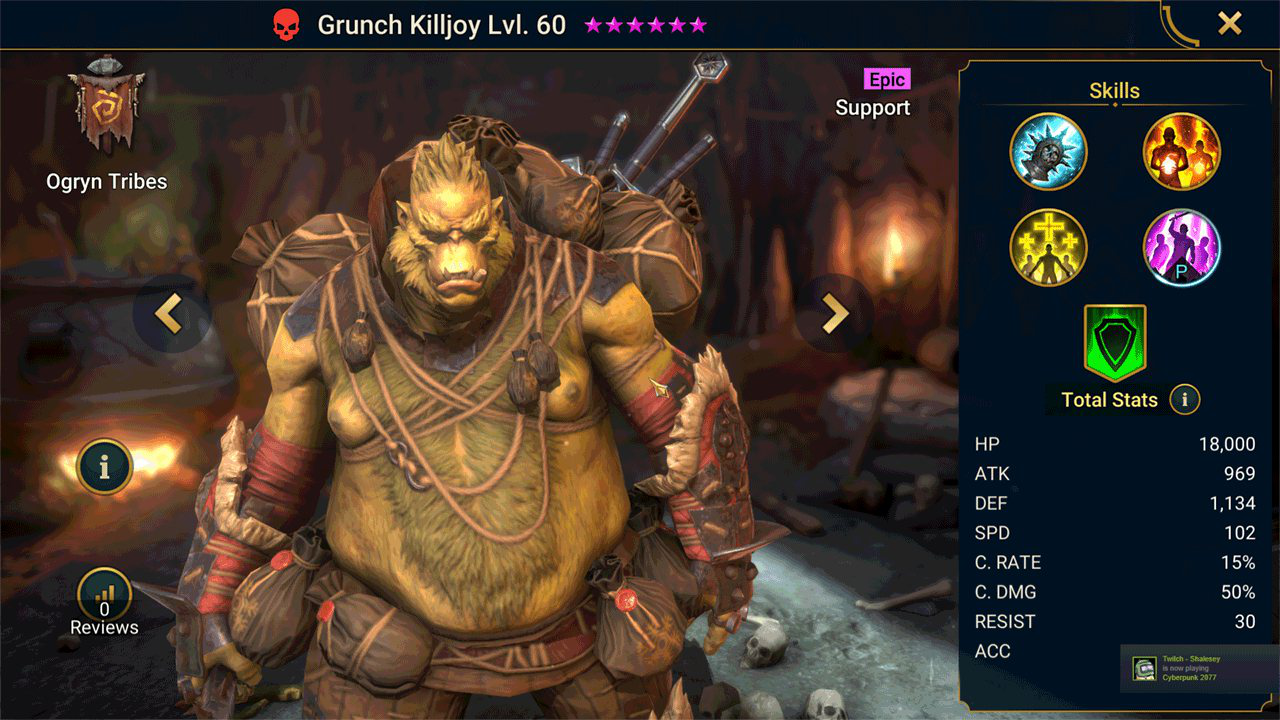 Grunch Killjoy Lvl. 60
Epic
Support
Ogryn Tribes
Skills
P
Total Stats
HP 18,000
ATK 969
DEF 1,134
SPD 102
C. RATE 15%
C. DMG 50%
RESIST 30
ACC
0
Reviews
Twitch - Shalesey
is now playing
Cyberpunk 2077